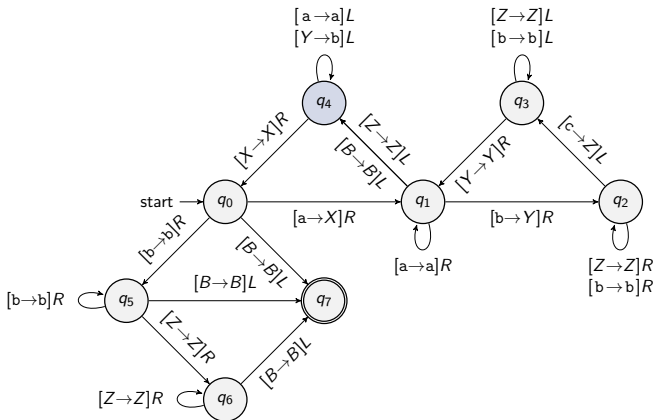 [a→a]L
[Y→b]L
[Z→Z]L
[b→b]L
q4
q3
[X→X]R
[Z→Z]L
[B→B]L
[Y→Y]R
[c→Z]L
start
q0
q1
q2
[a→X]R
[b→Y]R
[b→b]R
[B→B]L
[a→a]R
[Z→Z]R
[b→b]R
[b→b]R
q5
[B→B]L
q7
[Z→Z]R
[B→B]L
[Z→Z]R
q6